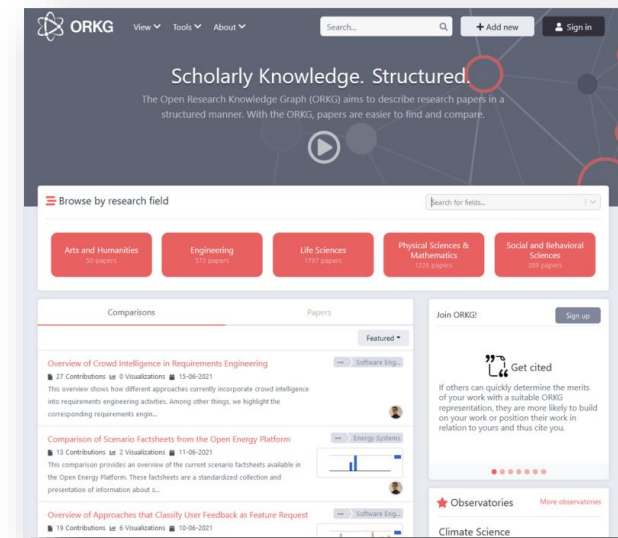 ORKG
View
Tools
About
Search...
Add new
Sign in
Scholarly Knowledge. Structured.
The Open Research Knowledge Graph (ORKG) aims to describe research papers in a
structured manner. With the ORKG, papers are easier to find and compare.
Browse by research field
Search for fields...
Arts and Humanities
50 papers
Engineering
572 papers
Life Sciences
1797 papers
Physical Sciences &
Mathematics
1228 papers
Social and Behavioral
Sciences
289 papers
Comparisons
Papers
Featured
Overview of Crowd Intelligence in Requirements Engineering
... Software Eng...
27 Contributions 0 Visualizations 15-06-2021
This overview shows how different approaches currently incorporate crowd intelligence
into requirements engineering activities. Among other things, we highlight the
corresponding requirements engin...
Comparison of Scenario Factsheets from the Open Energy Platform
... Energy Systems
13 Contributions 2 Visualizations 11-06-2021
This comparison provides an overview of the current scenario factsheets available in
the Open Energy Platform. These factsheets are a standardized collection and
presentation of information about s...
Overview of Approaches that Classify User Feedback as Feature Request
... Software Eng...
19 Contributions 6 Visualizations 10-06-2021
Join ORKG!
Sign up
Get cited
If others can quickly determine the merits
of your work with a suitable ORKG
representation, they are more likely to build
on your work or position their work in
relation to yours and thus cite you.
Observatories
More observatories
Climate Science